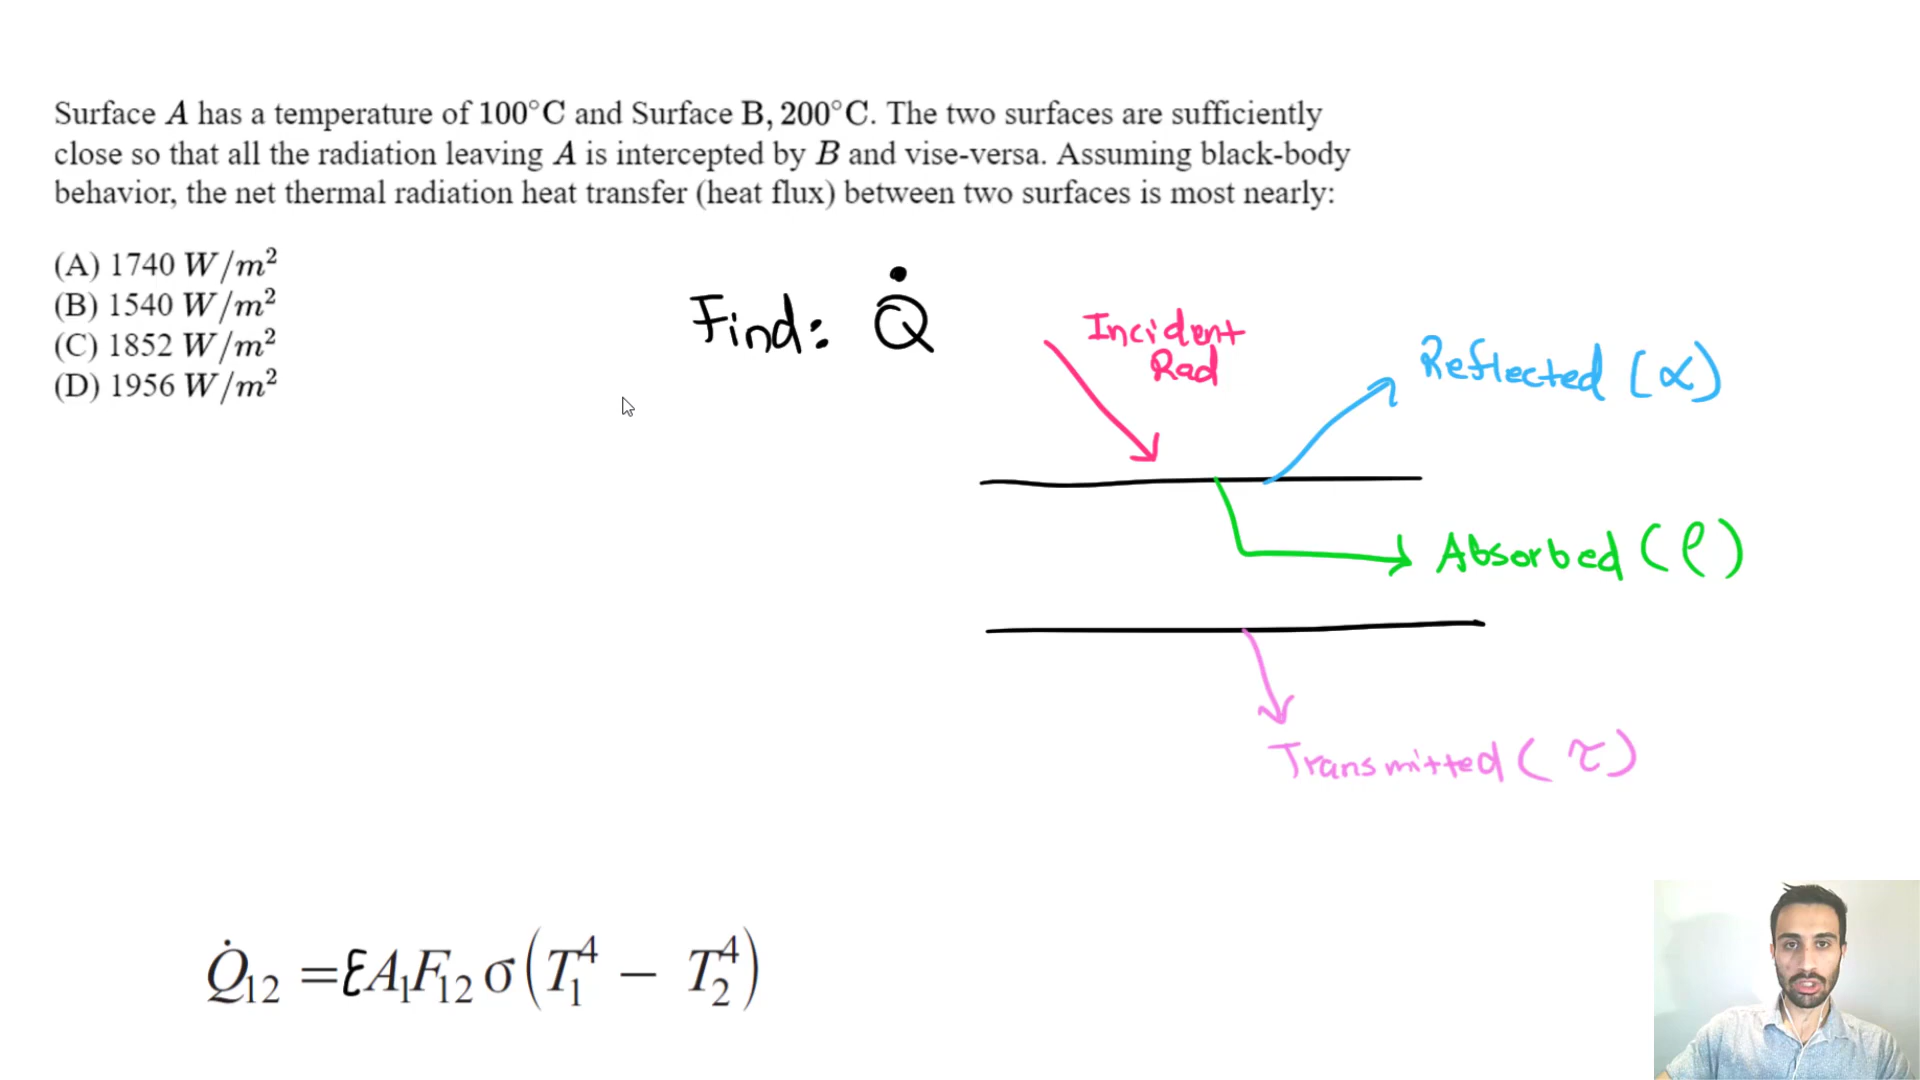 Surface A has a temperature of 100°C and Surface B, 200°C. The two surfaces are sufficiently
close so that all the radiation leaving A is intercepted by B and vise-versa. Assuming black-body
behavior, the net thermal radiation heat transfer (heat flux) between two surfaces is most nearly:
(A) 1740 W/m²
(B) 1540 W/m²
(C) 1852 W/m²
(D) 1956 W/m²
Find: Q̇
Incident
Rad
Reflected (α)
Absorbed (ρ)
Transmitted (τ)
Q̇₁₂ = εA₁F₁₂σ(T₁⁴ − T₂⁴)